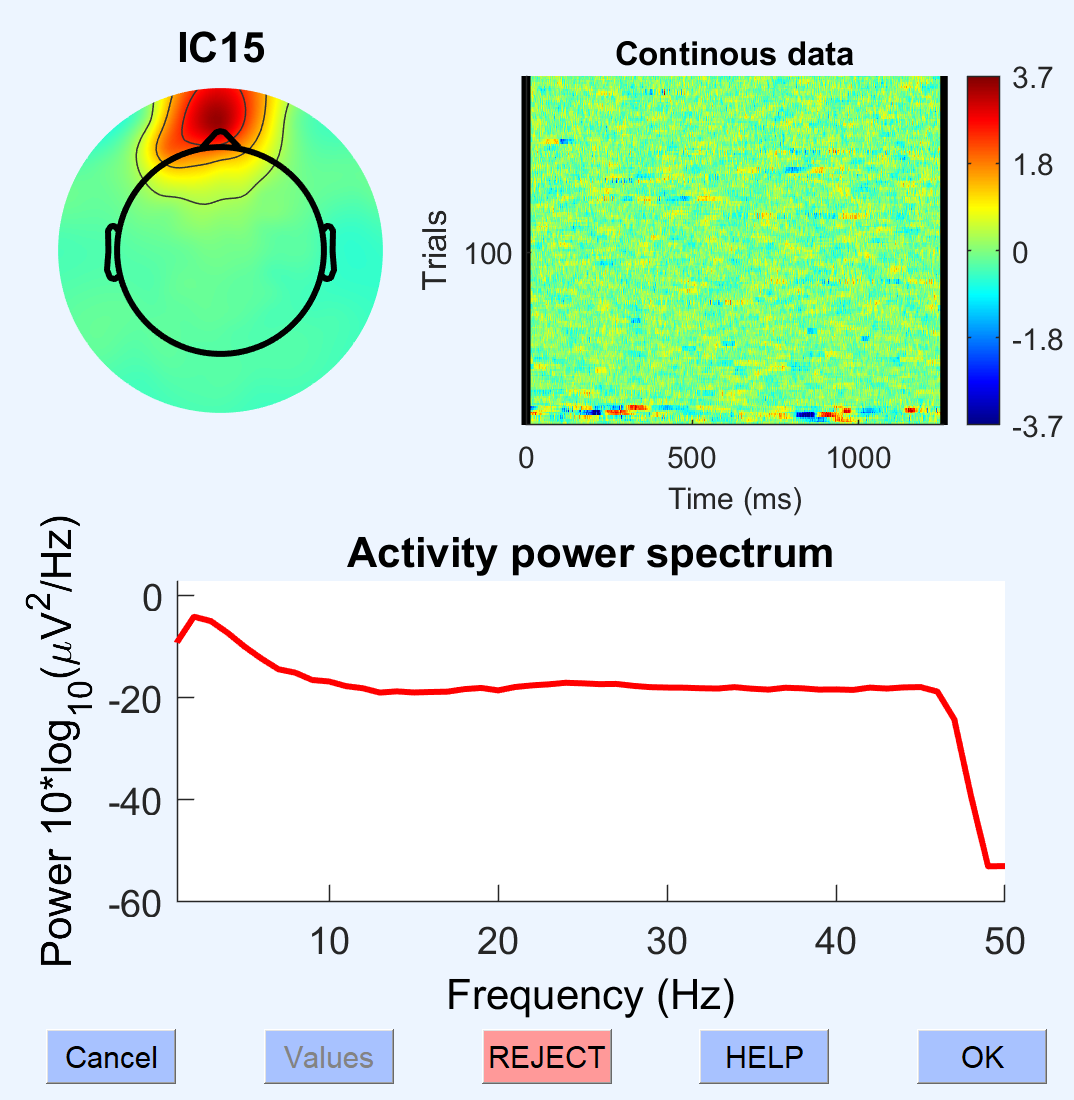 IC15
Continous data
Trials
100
0
500
1000
Time (ms)
3.7
1.8
0
-1.8
-3.7
Activity power spectrum
Power 10*log10(μV2/Hz)
0
-20
-40
-60
10
20
30
40
50
Frequency (Hz)
Cancel
Values
REJECT
HELP
OK